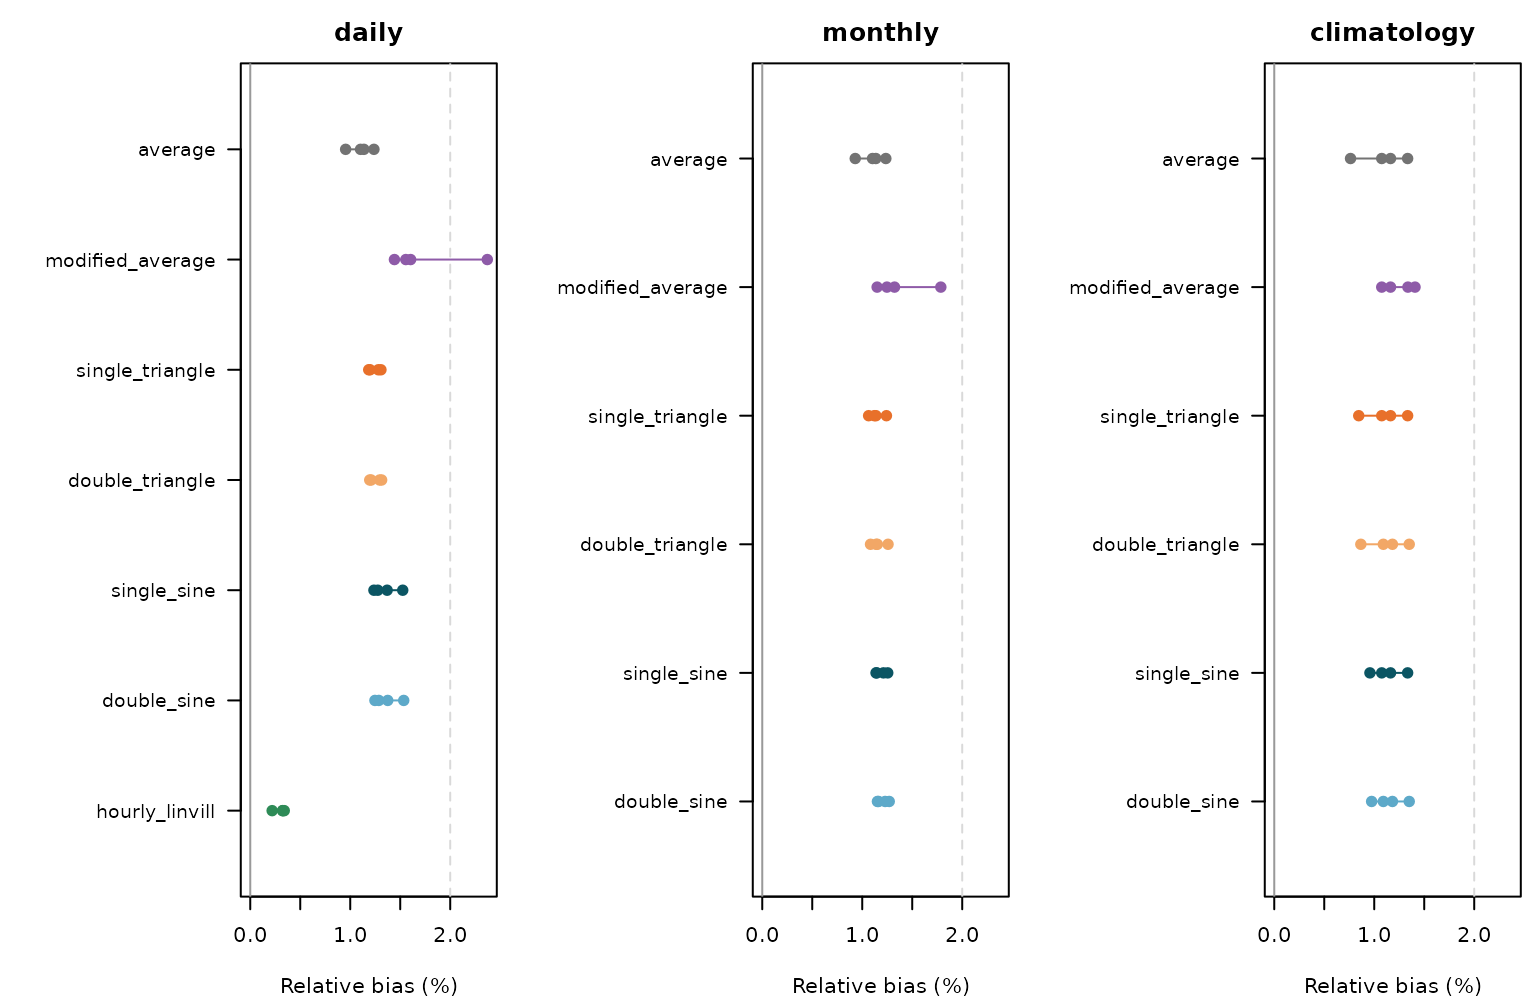 daily
average
modified_average
single_triangle
double_triangle
single_sine
double_sine
hourly_linvill
0.0 1.0 2.0
Relative bias (%)
monthly
average
modified_average
single_triangle
double_triangle
single_sine
double_sine
0.0 1.0 2.0
Relative bias (%)
climatology
average
modified_average
single_triangle
double_triangle
single_sine
double_sine
0.0 1.0 2.0
Relative bias (%)